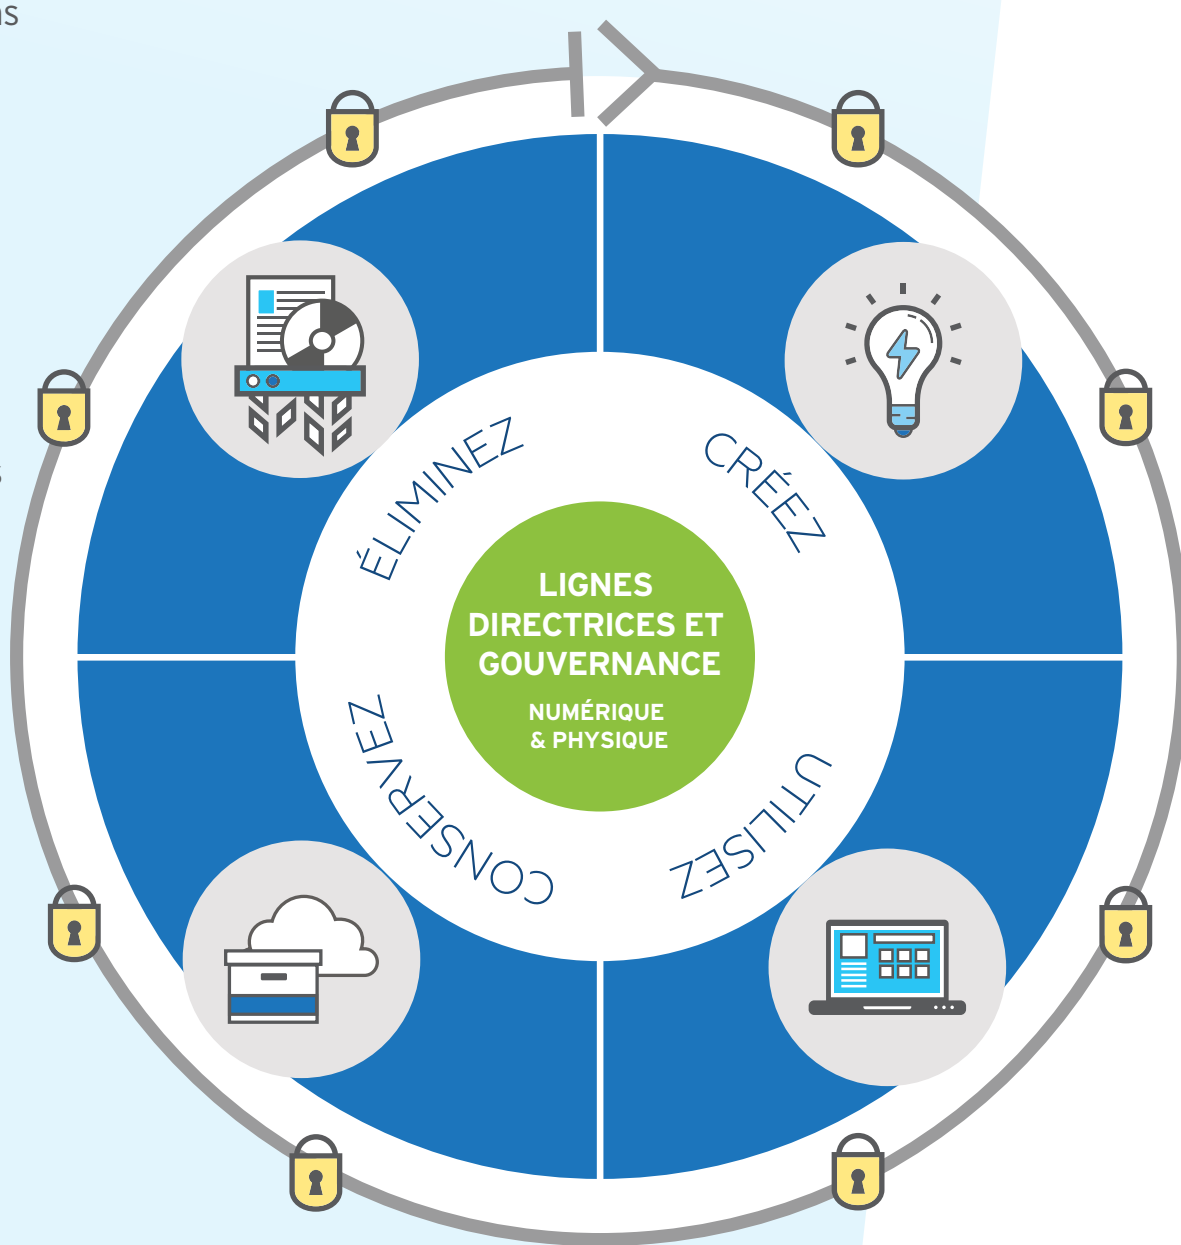 ÉLIMINEZ
CRÉEZ
LIGNES
DIRECTRICES ET
GOUVERNANCE
NUMÉRIQUE
& PHYSIQUE
CONSERVEZ
UTILISEZ